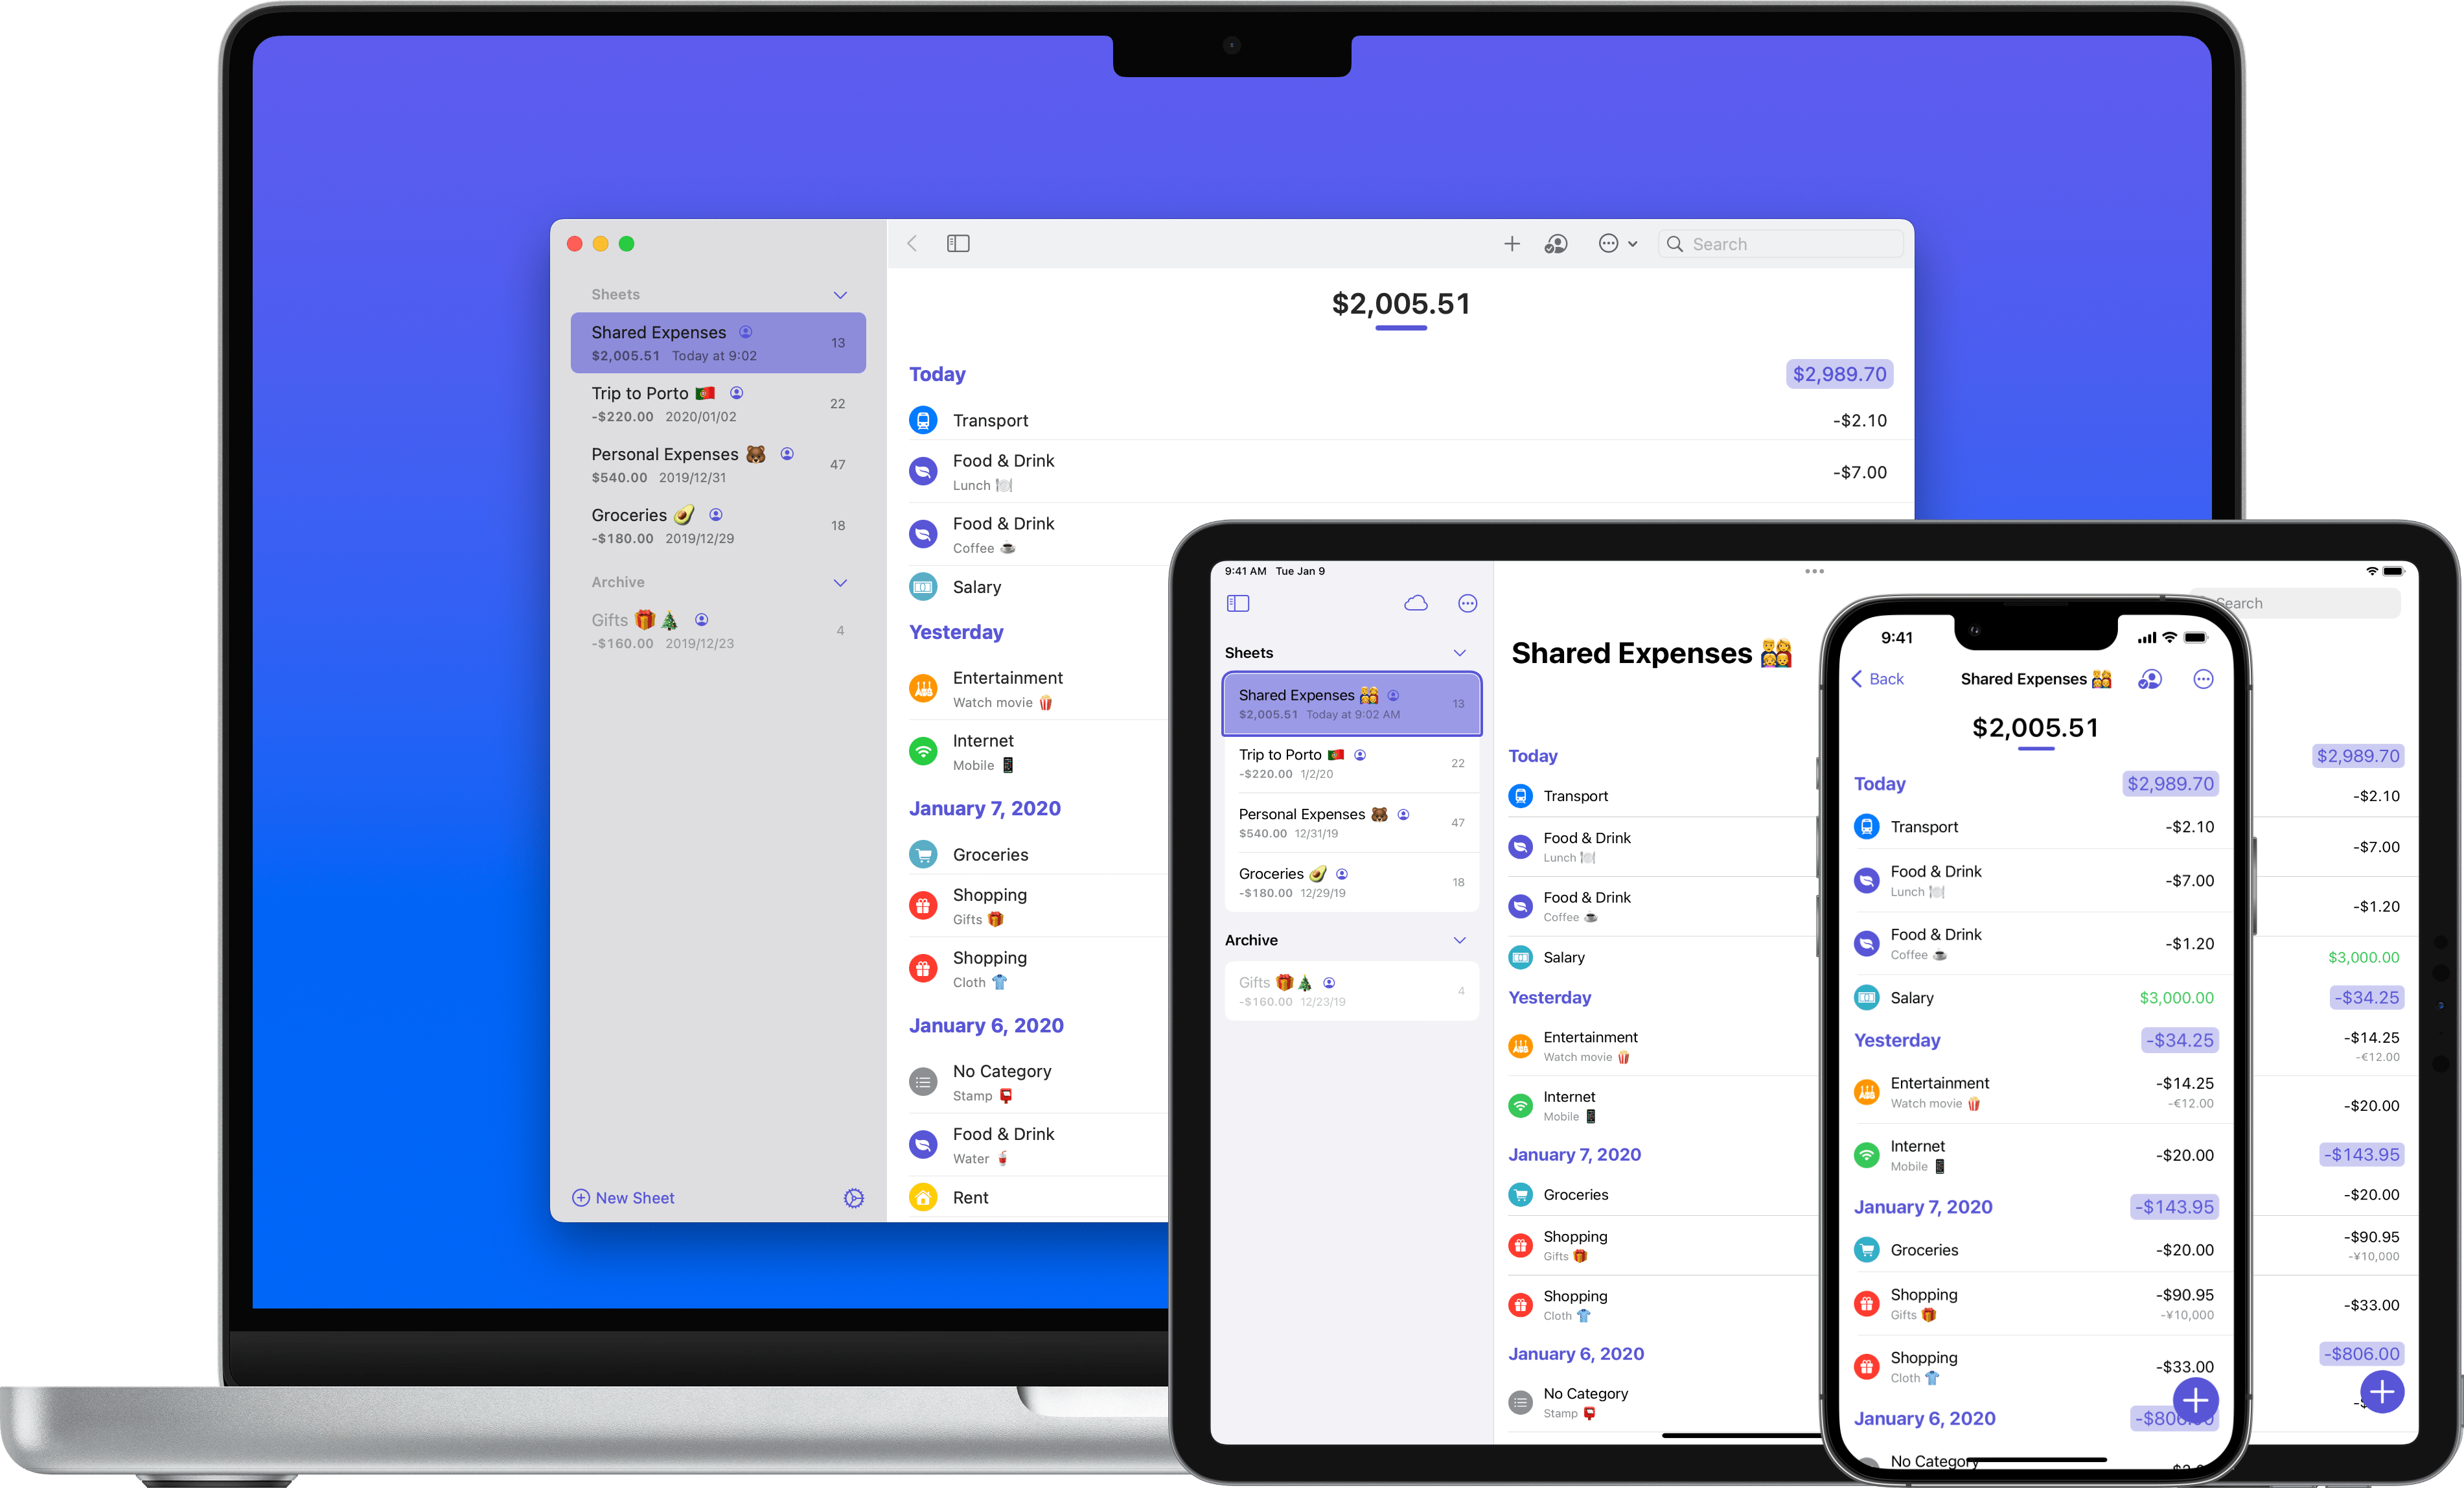 Search
Sheets
Shared Expenses
13
$2,005.51 Today at 9:02
Trip to Porto 🇵🇹
22
-$220.00 2020/01/02
Personal Expenses 🐻
47
$540.00 2019/12/31
Groceries 🥑
18
-$180.00 2019/12/29
Archive
Gifts 🎁🎄
4
-$160.00 2019/12/23
New Sheet
$2,005.51
Today $2,989.70
Transport -$2.10
Food & Drink
Lunch 🍽 -$7.00
Food & Drink
Coffee ☕
Salary
Yesterday
Entertainment
Watch movie 🍿
Internet
Mobile 📱
January 7, 2020
Groceries
Shopping
Gifts 🎁
Shopping
Cloth 👕
January 6, 2020
No Category
Stamp 📮
Food & Drink
Water 🥤
Rent
9:41 AM Tue Jan 9
Sheets
Shared Expenses 👨‍👩‍👧‍👦
13
$2,005.51 Today at 9:02 AM
Trip to Porto 🇵🇹
22
-$220.00 1/2/20
Personal Expenses 🐻
47
$540.00 12/31/19
Groceries 🥑
18
-$180.00 12/29/19
Archive
Gifts 🎁🎄
4
-$160.00 12/23/19
Search
Shared Expenses 👨‍👩‍👧‍👦
Today $2,989.70
Transport -$2.10
Food & Drink
Lunch 🍽 -$7.00
Food & Drink
Coffee ☕ -$1.20
Salary $3,000.00
Yesterday -$34.25
Entertainment -$14.25
Watch movie 🍿 -€12.00
Internet
Mobile 📱 -$20.00
January 7, 2020 -$143.95
Groceries -$20.00
Shopping -$90.95
Gifts 🎁 -¥10,000
Shopping
Cloth 👕 -$33.00
January 6, 2020 -$806.00
No Category
Stamp 📮
9:41
Back Shared Expenses 👨‍👩‍👧‍👦
$2,005.51
Today $2,989.70
Transport -$2.10
Food & Drink
Lunch 🍽 -$7.00
Food & Drink
Coffee ☕ -$1.20
Salary $3,000.00
Yesterday -$34.25
Entertainment -$14.25
Watch movie 🍿 -€12.00
Internet
Mobile 📱 -$20.00
January 7, 2020 -$143.95
Groceries -$20.00
Shopping -$90.95
Gifts 🎁 -¥10,000
Shopping
Cloth 👕 -$33.00
January 6, 2020
No Category